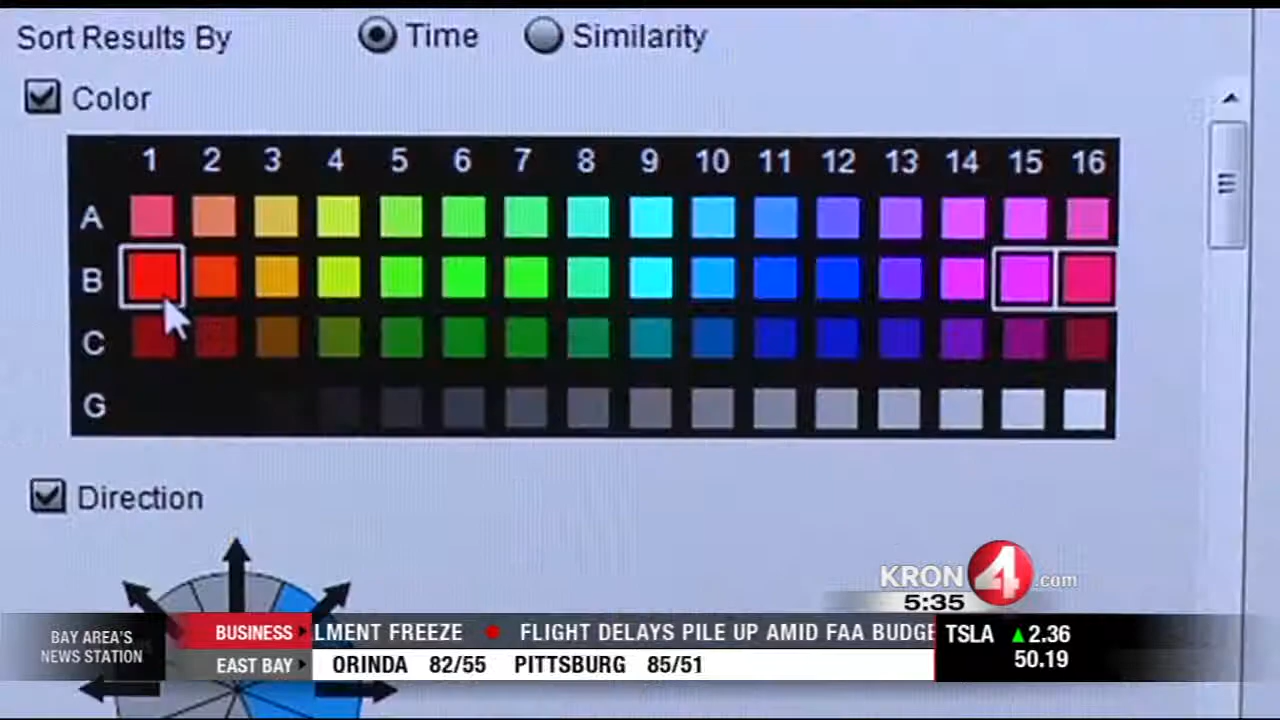 Sort Results By Time Similarity
Color
1 2 3 4 5 6 7 8 9 10 11 12 13 14 15 16
A
B
C
G
Direction
KRON 4 .com
5:35
BAY AREA'S
NEWS STATION
BUSINESS LMENT FREEZE FLIGHT DELAYS PILE UP AMID FAA BUDGE
EAST BAY ORINDA 82/55 PITTSBURG 85/51
TSLA 2.36
50.19